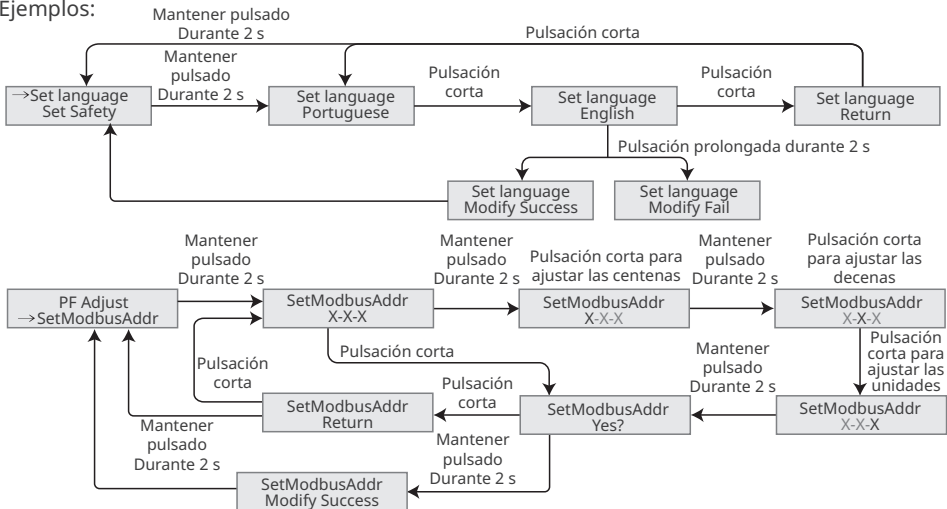 Ejemplos:
Mantener pulsado
Durante 2 s
Pulsación corta
Mantener
pulsado
Durante 2 s
Pulsación
corta
Pulsación
corta
→Set language
Set Safety
Set language
Portuguese
Set language
English
Set language
Return
Pulsación prolongada durante 2 s
Set language
Modify Success
Set language
Modify Fail
Mantener
pulsado
Durante 2 s
Mantener
pulsado
Durante 2 s
Pulsación corta para
ajustar las centenas
Mantener
pulsado
Durante 2 s
Pulsación corta
para ajustar las
decenas
PF Adjust
→SetModbusAddr
SetModbusAddr
X-X-X
SetModbusAddr
X-X-X
SetModbusAddr
X-X-X
Pulsación
corta
Pulsación corta
Mantener
pulsado
Durante 2 s
Pulsación
corta para
ajustar las
unidades
Pulsación
corta
SetModbusAddr
Return
SetModbusAddr
Yes?
SetModbusAddr
X-X-X
Mantener
pulsado
Durante 2 s
Mantener
pulsado
Durante 2 s
SetModbusAddr
Modify Success